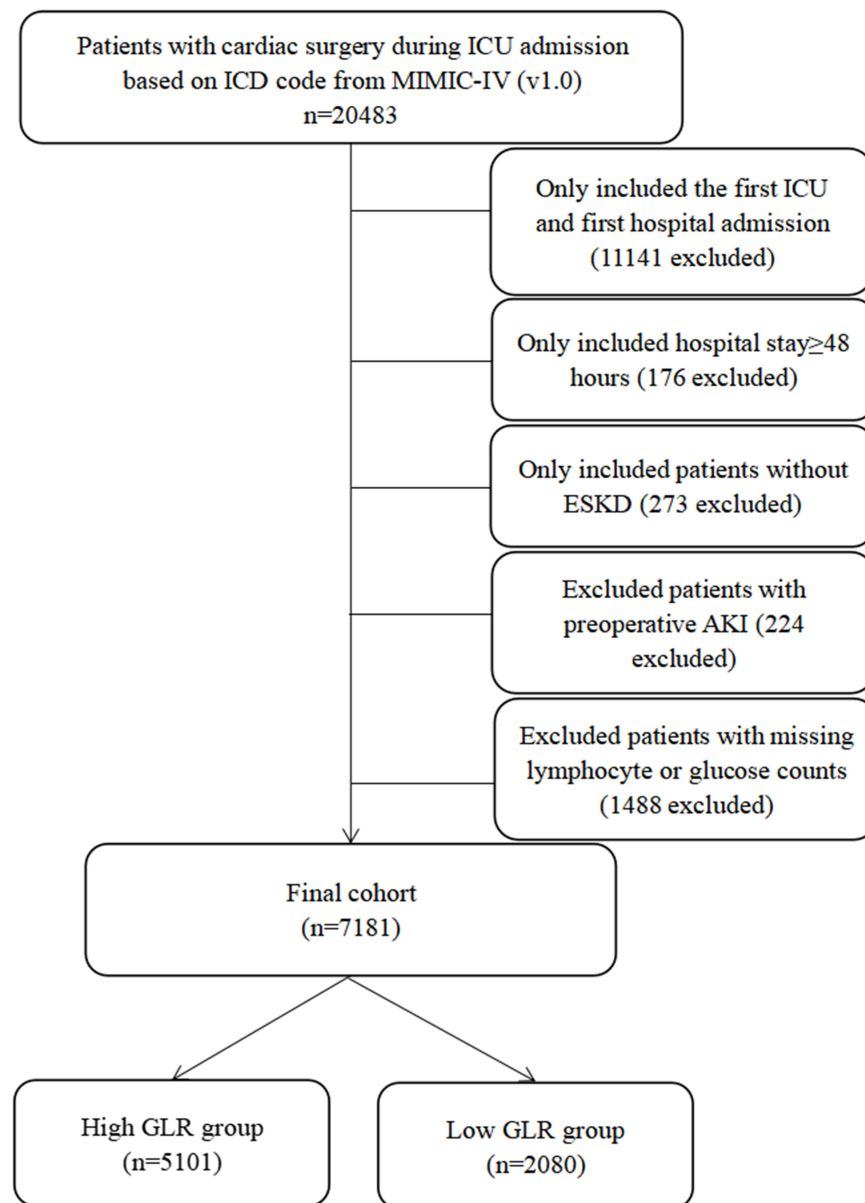 Patients with cardiac surgery during ICU admission
based on ICD code from MIMIC-IV (v1.0)
n=20483
Only included the first ICU
and first hospital admission
(11141 excluded)
Only included hospital stay≥48
hours (176 excluded)
Only included patients without
ESKD (273 excluded)
Excluded patients with
preoperative AKI (224
excluded)
Excluded patients with missing
lymphocyte or glucose counts
(1488 excluded)
Final cohort
(n=7181)
High GLR group
(n=5101)
Low GLR group
(n=2080)